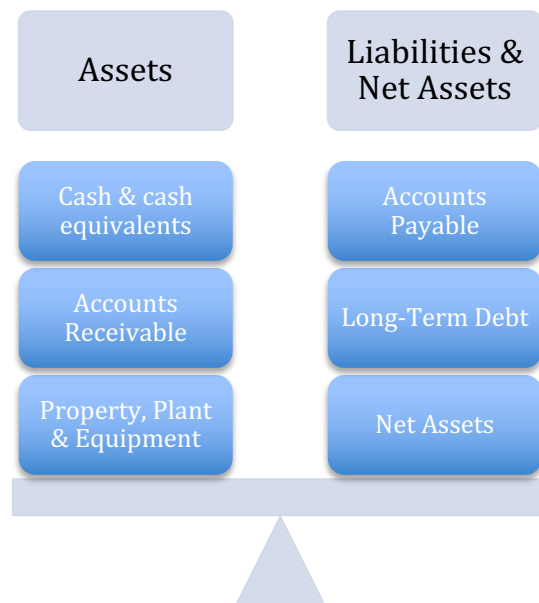 Assets
Liabilities &
Net Assets
Cash & cash
equivalents
Accounts
Payable
Accounts
Receivable
Long-Term Debt
Property, Plant
& Equipment
Net Assets